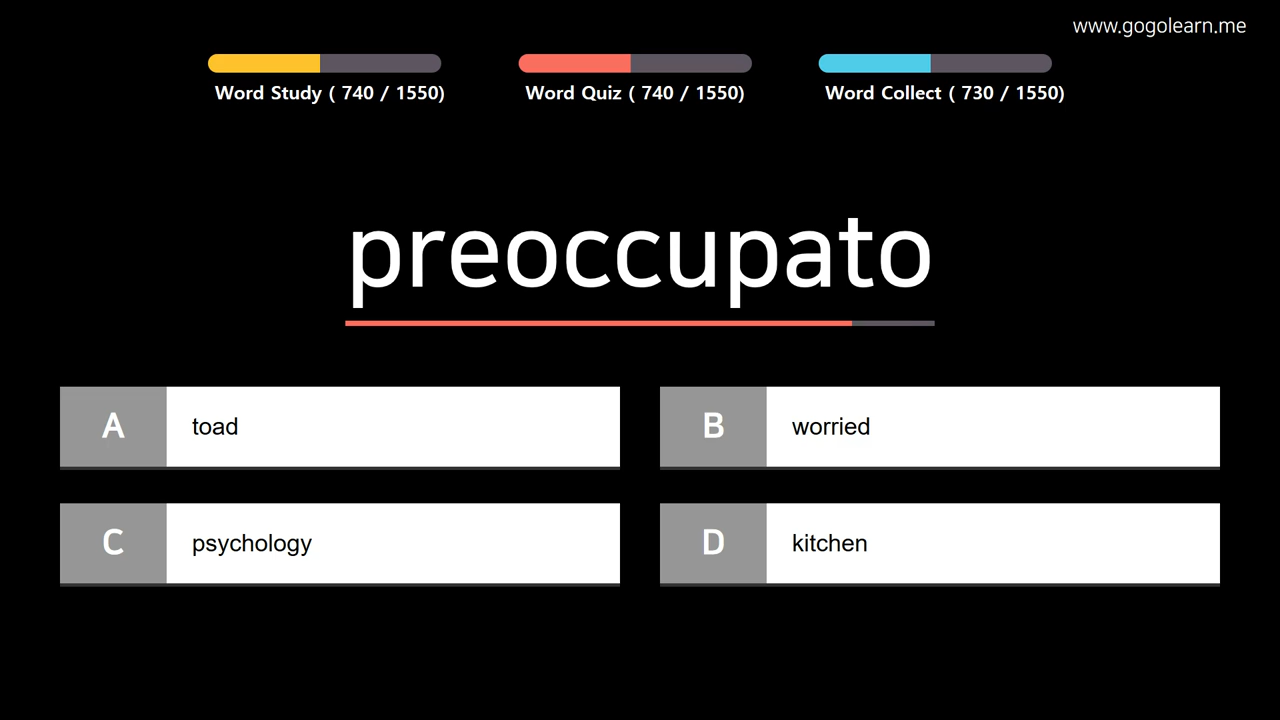 www.gogolearn.me
Word Study ( 740 / 1550)
Word Quiz ( 740 / 1550)
Word Collect ( 730 / 1550)
preoccupato
A toad
B worried
C psychology
D kitchen